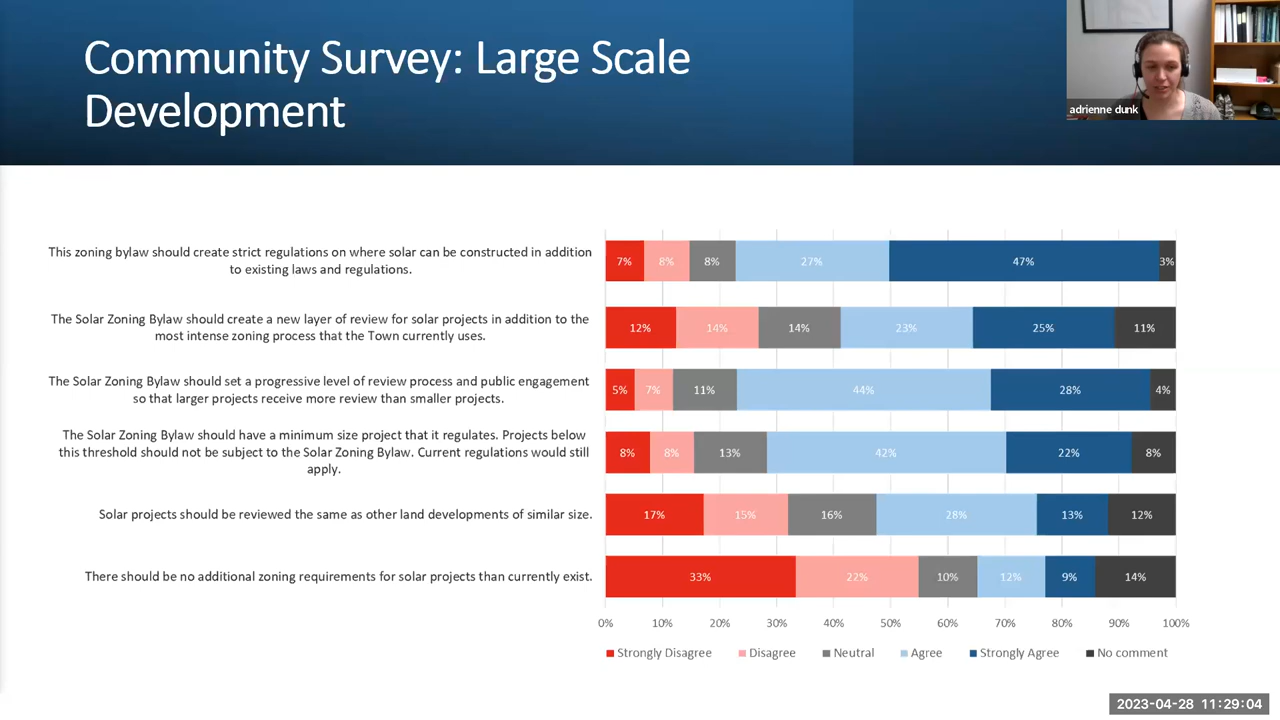 Community Survey: Large Scale
Development
adrienne dunk
This zoning bylaw should create strict regulations on where solar can be constructed in addition
to existing laws and regulations.
7% 8% 8% 27% 47% 3%
The Solar Zoning Bylaw should create a new layer of review for solar projects in addition to the
most intense zoning process that the Town currently uses.
12% 14% 14% 23% 25% 11%
The Solar Zoning Bylaw should set a progressive level of review process and public engagement
so that larger projects receive more review than smaller projects.
5% 7% 11% 44% 28% 4%
The Solar Zoning Bylaw should have a minimum size project that it regulates. Projects below
this threshold should not be subject to the Solar Zoning Bylaw. Current regulations would still
apply.
8% 8% 13% 42% 22% 8%
Solar projects should be reviewed the same as other land developments of similar size.
17% 15% 16% 28% 13% 12%
There should be no additional zoning requirements for solar projects than currently exist.
33% 22% 10% 12% 9% 14%
0% 10% 20% 30% 40% 50% 60% 70% 80% 90% 100%
Strongly Disagree Disagree Neutral Agree Strongly Agree No comment
2023-04-28 11:29:04